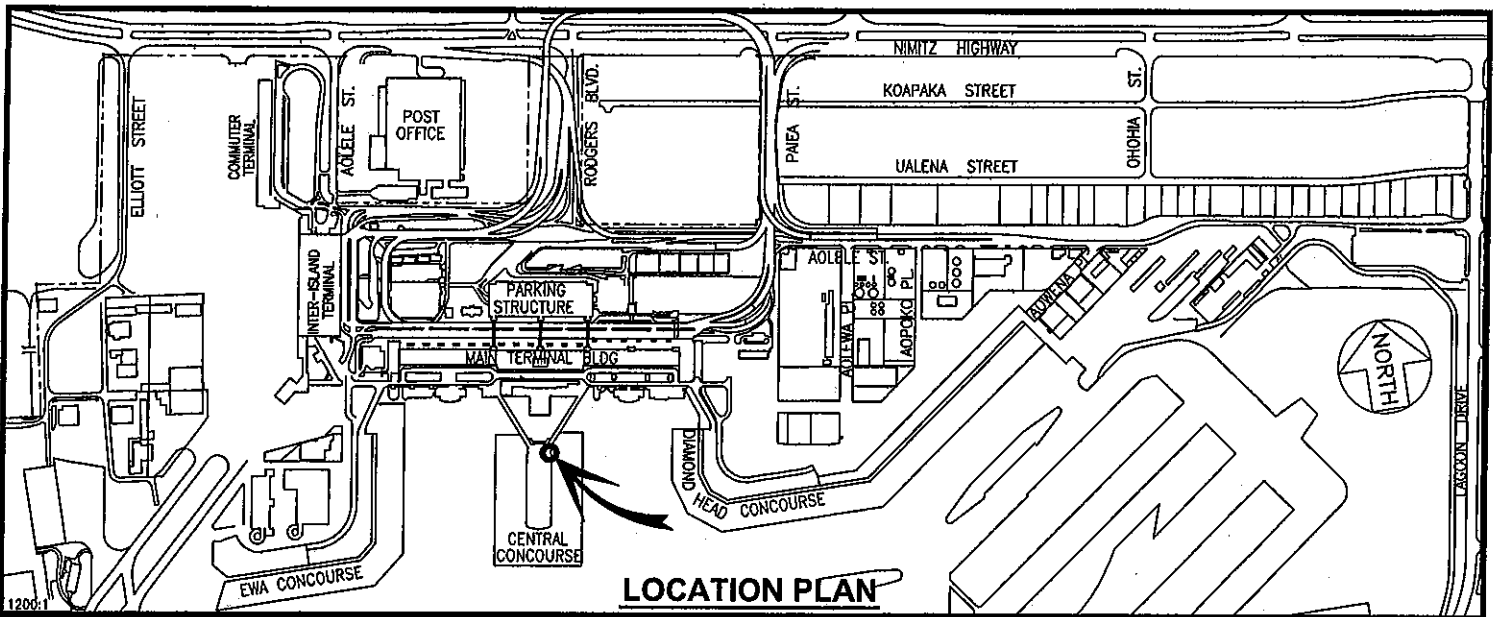 NIMITZ HIGHWAY
KOAPAKA STREET
UALENA STREET
ELLIOTT STREET
COMMUTER
TERMINAL
AOLELE ST.
POST
OFFICE
RODGERS BLVD.
PAIEA ST.
OHOHIA ST.
INTER-ISLAND
TERMINAL
PARKING
STRUCTURE
MAIN TERMINAL BLDG
AOLELE ST.
AOLEWA PL
AOPOKO PL
AUWENA PL
NORTH
LAGOON DRIVE
DIAMOND
HEAD CONCOURSE
CENTRAL
CONCOURSE
EWA CONCOURSE
LOCATION PLAN
1200:1